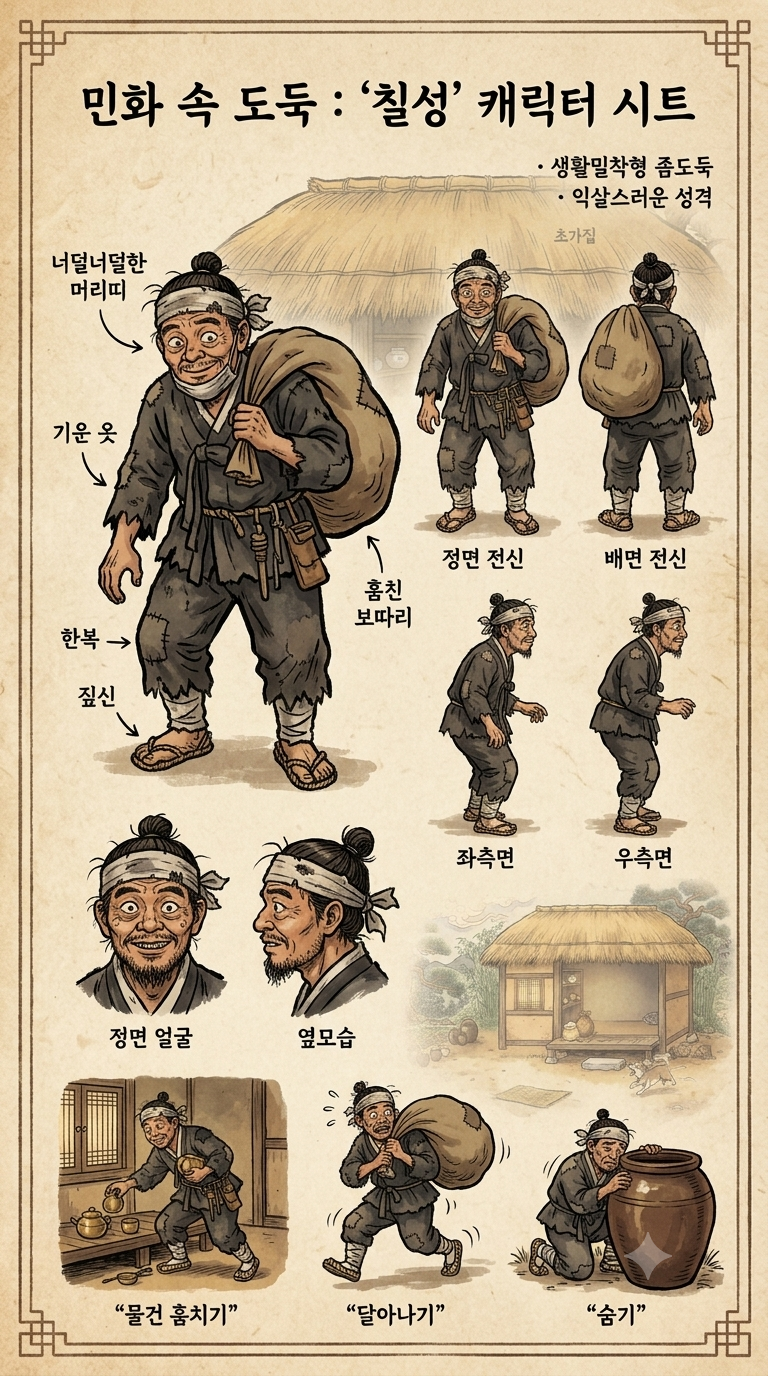 민화 속 도둑 : ‘칠성’ 캐릭터 시트
· 생활밀착형 좀도둑
· 익살스러운 성격
초가집
너덜너덜한
머리띠
기운 옷
훔친
보따리
한복
짚신
정면 전신
배면 전신
좌측면
우측면
정면 얼굴
옆모습
“물건 훔치기”
“달아나기”
“숨기”